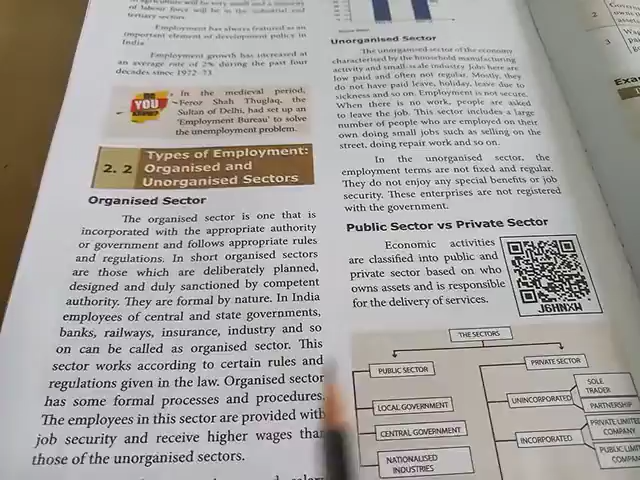 of labour force will be in the industrial and
tertiary sectors.
Employment has always featured as an
important element of development policy in
India.
Employment growth has increased at
an average rate of 2% during the past four
decades since 1972–73.
DO
YOU
KNOW?
In the medieval period,
Feroz Shah Thuglaq, the
Sultan of Delhi, had set up an
'Employment Bureau' to solve
the unemployment problem.
2. 2
Types of Employment:
Organised and
Unorganised Sectors
Organised Sector
The organised sector is one that is
incorporated with the appropriate authority
or government and follows appropriate rules
and regulations. In short organised sectors
are those which are deliberately planned,
designed and duly sanctioned by competent
authority. They are formal by nature. In India
employees of central and state governments,
banks, railways, insurance, industry and so
on can be called as organised sector. This
sector works according to certain rules and
regulations given in the law. Organised sector
has some formal processes and procedures.
The employees in this sector are provided with
job security and receive higher wages than
those of the unorganised sectors.
Unorganised Sector
The unorganised sector of the economy
characterised by the household manufacturing
activity and small-scale industry. Jobs here are
low paid and often not regular. Mostly, they
do not have paid leave, holiday, leave due to
sickness and so on. Employment is not secure.
When there is no work, people are asked
to leave the job. This sector includes a large
number of people who are employed on their
own doing small jobs such as selling on the
street, doing repair work and so on.
In the unorganised sector, the
employment terms are not fixed and regular.
They do not enjoy any special benefits or job
security. These enterprises are not registered
with the government.
Public Sector vs Private Sector
Economic activities
are classified into public and
private sector based on who
owns assets and is responsible
for the delivery of services.
J6HNXW
THE SECTORS
PUBLIC SECTOR
LOCAL GOVERNMENT
CENTRAL GOVERNMENT
NATIONALISED
INDUSTRIES
PRIVATE SECTOR
UNINCORPORATED
SOLE
TRADER
PARTNERSHIP
INCORPORATED
PRIVATE LIMITED
COMPANY
PUBLIC
2
3